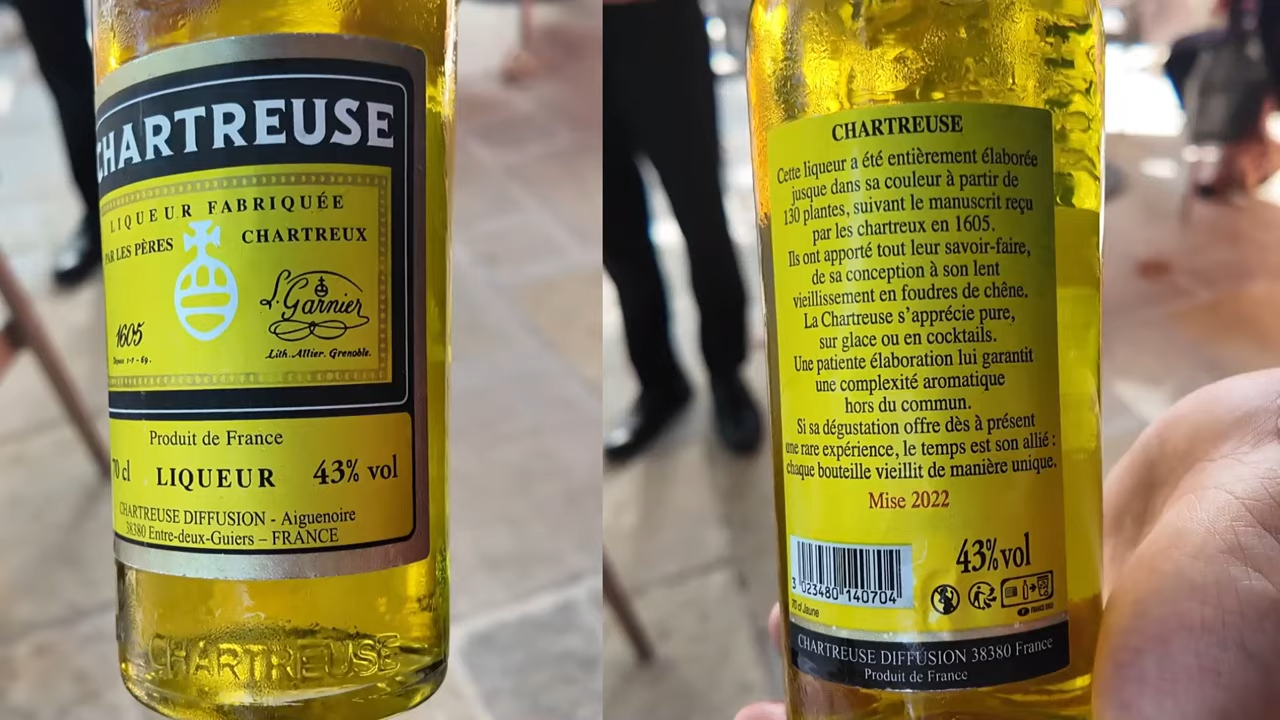 CHARTREUSE
LIQUEUR FABRIQUÉE
PAR LES PÈRES CHARTREUX
L. Garnier
1605
Lith. Allier. Grenoble.
Produit de France
70 cl LIQUEUR 43% vol
CHARTREUSE DIFFUSION - Aiguenoire
38380 Entre-deux-Guiers – FRANCE
CHARTREUSE
CHARTREUSE
Cette liqueur a été entièrement élaborée
jusque dans sa couleur à partir de
130 plantes, suivant le manuscrit reçu
par les chartreux en 1605.
Ils ont apporté tout leur savoir-faire,
de sa conception à son lent
vieillissement en foudres de chêne.
La Chartreuse s'apprécie pure,
sur glace ou en cocktails.
Une patiente élaboration lui garantit
une complexité aromatique
hors du commun.
Si sa dégustation offre dès à présent
une rare expérience, le temps est son allié :
chaque bouteille vieillit de manière unique.
Mise 2022
43%vol
3 023480 140704
70 cl Jaune
CHARTREUSE DIFFUSION 38380 France
Produit de France